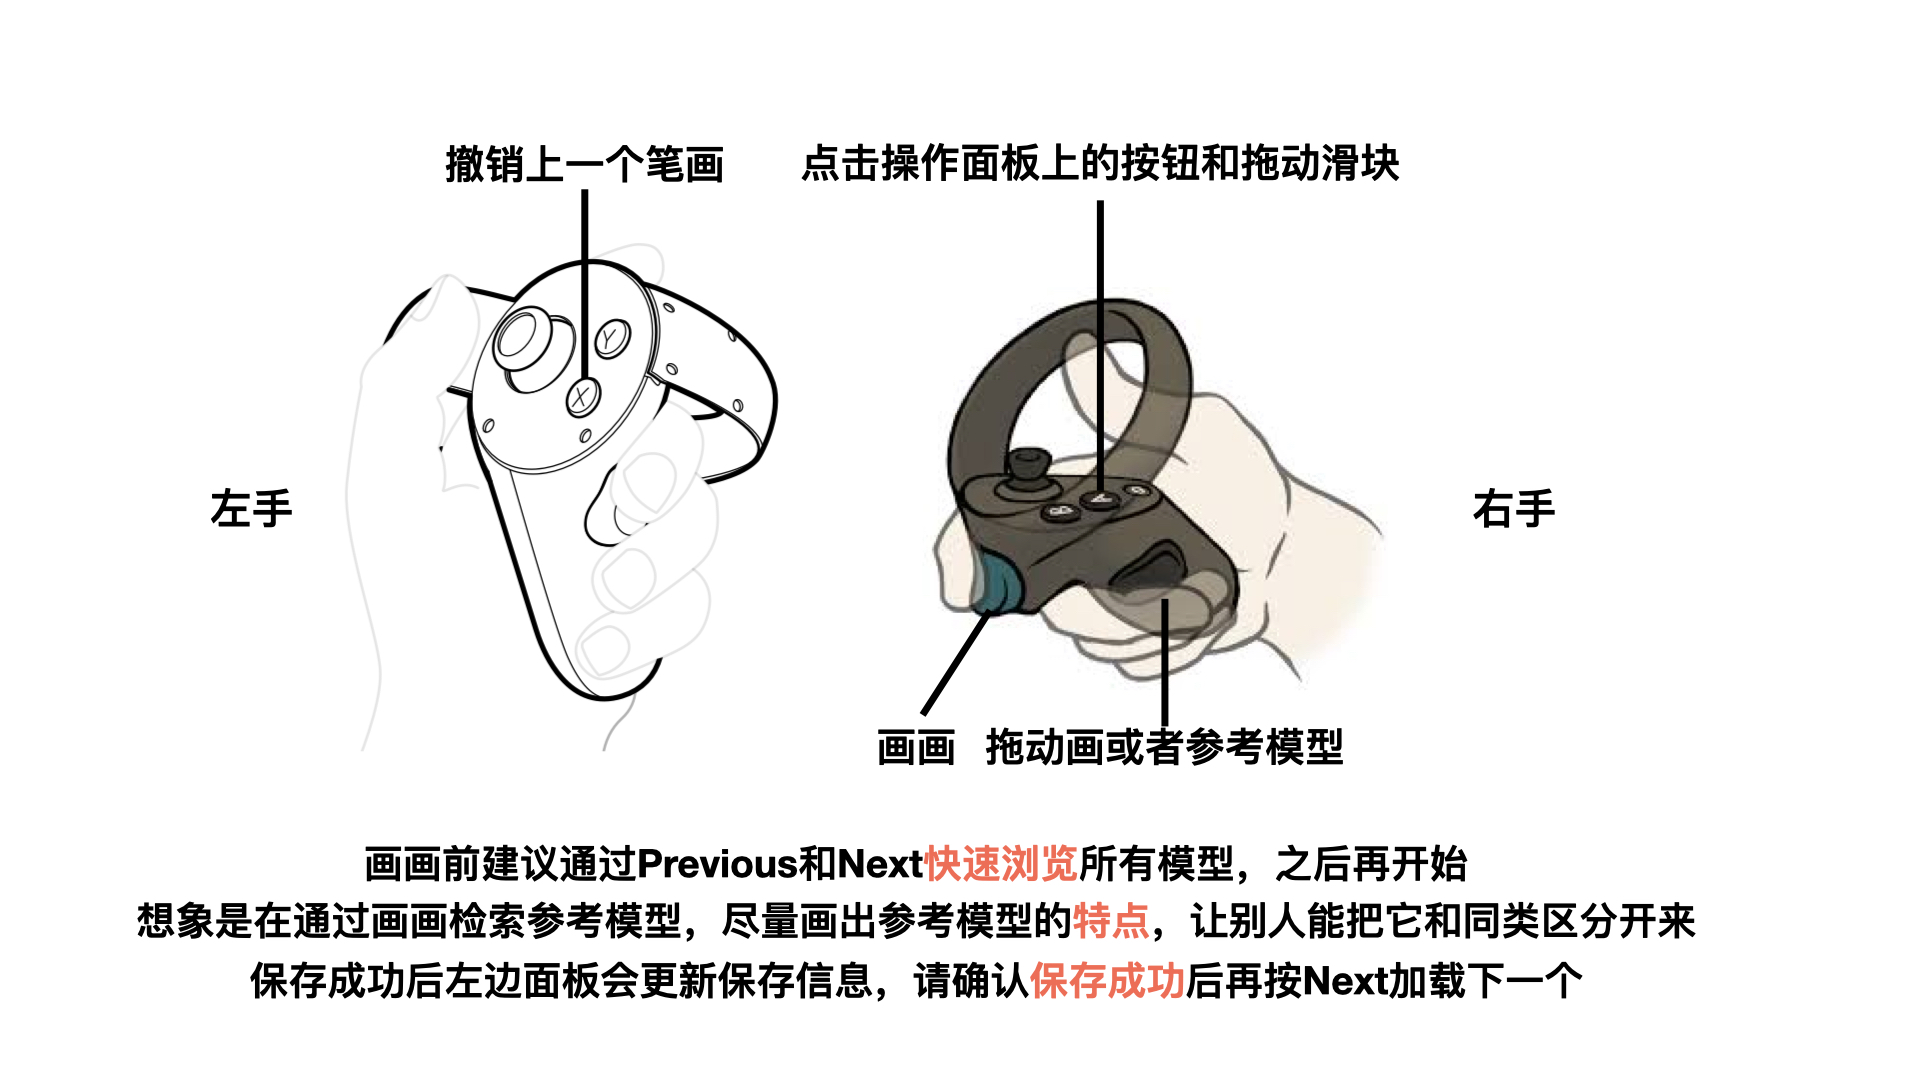 撤销上一个笔画
点击操作面板上的按钮和拖动滑块
Y
X
左手
右手
B
A
画画
拖动画或者参考模型
画画前建议通过Previous和Next快速浏览所有模型，之后再开始
想象是在通过画画检索参考模型，尽量画出参考模型的特点，让别人能把它和同类区分开来
保存成功后左边面板会更新保存信息，请确认保存成功后再按Next加载下一个